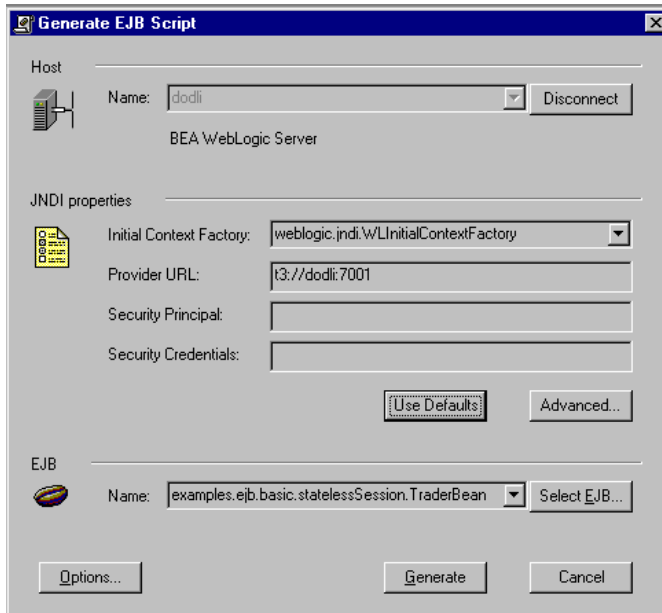 Generate EJB Script
Host
Name: dodli Disconnect
BEA WebLogic Server
JNDI properties
Initial Context Factory: weblogic.jndi.WLInitialContextFactory
Provider URL: t3://dodli:7001
Security Principal:
Security Credentials:
Use Defaults Advanced...
EJB
Name: examples.ejb.basic.statelessSession.TraderBean Select EJB...
Options... Generate Cancel